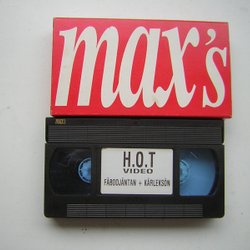 max's
H.O.T
VIDEO
FÄBODJÄNTAN + KÄRLEKSÖN